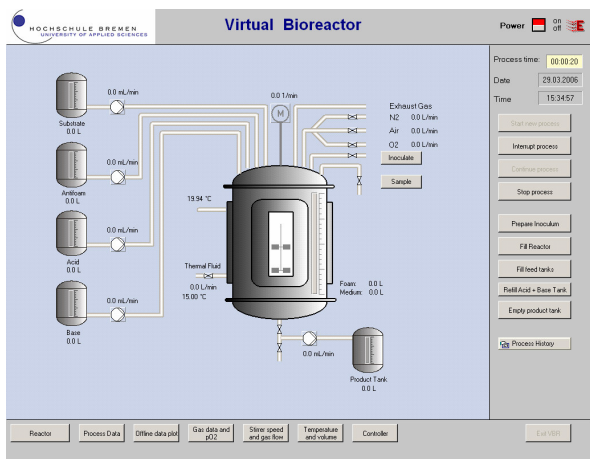 HOCHSCHULE BREMEN
UNIVERSITY OF APPLIED SCIENCES
Virtual Bioreactor
Power
on
off
Process time:
00:00:20
Date
29.03.2006
Time
15:34:57
Start new process
Interrupt process
Continue process
Stop process
Prepare Inoculum
Fill Reactor
Fill feed tanks
Refill Acid + Base Tank
Empty product tank
Process History
0.0 mL/min
Substrate
0.0 L
0.0 mL/min
Antifoam
0.0 L
0.0 mL/min
Acid
0.0 L
0.0 mL/min
Base
0.0 L
0.0 1/min
M
Exhaust Gas
N2 0.0 L/min
Air 0.0 L/min
O2 0.0 L/min
Inoculate
Sample
19.94 °C
Thermal Fluid
0.0 L/min
15.00 °C
Foam: 0.0 L
Medium: 0.0 L
0.0 mL/min
Product Tank
0.0 L
Reactor
Process Data
Offline data plot
Gas data and
pO2
Stirrer speed
and gas flow
Temperature
and volume
Controller
Exit VBR